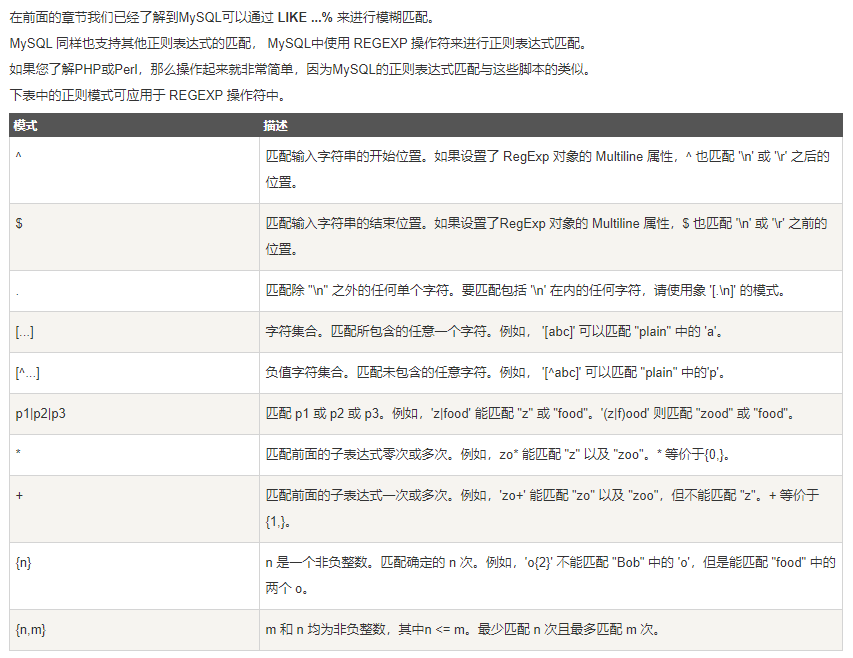 在前面的章节我们已经了解到MySQL可以通过 LIKE ...% 来进行模糊匹配。
MySQL 同样也支持其他正则表达式的匹配， MySQL中使用 REGEXP 操作符来进行正则表达式匹配。
如果您了解PHP或Perl，那么操作起来就非常简单，因为MySQL的正则表达式匹配与这些脚本的类似。
下表中的正则模式可应用于 REGEXP 操作符中。
模式 描述
^ 匹配输入字符串的开始位置。如果设置了 RegExp 对象的 Multiline 属性，^ 也匹配 '\n' 或 '\r' 之后的
位置。
$ 匹配输入字符串的结束位置。如果设置了RegExp 对象的 Multiline 属性，$ 也匹配 '\n' 或 '\r' 之前的
位置。
. 匹配除 "\n" 之外的任何单个字符。要匹配包括 '\n' 在内的任何字符，请使用象 '[.\n]' 的模式。
[...] 字符集合。匹配所包含的任意一个字符。例如， '[abc]' 可以匹配 "plain" 中的 'a'。
[^...] 负值字符集合。匹配未包含的任意字符。例如， '[^abc]' 可以匹配 "plain" 中的'p'。
p1|p2|p3 匹配 p1 或 p2 或 p3。例如，'z|food' 能匹配 "z" 或 "food"。'(z|f)ood' 则匹配 "zood" 或 "food"。
* 匹配前面的子表达式零次或多次。例如，zo* 能匹配 "z" 以及 "zoo"。* 等价于{0,}。
+ 匹配前面的子表达式一次或多次。例如，'zo+' 能匹配 "zo" 以及 "zoo"，但不能匹配 "z"。+ 等价于
{1,}。
{n} n 是一个非负整数。匹配确定的 n 次。例如，'o{2}' 不能匹配 "Bob" 中的 'o'，但是能匹配 "food" 中的
两个 o。
{n,m} m 和 n 均为非负整数，其中n <= m。最少匹配 n 次且最多匹配 m 次。